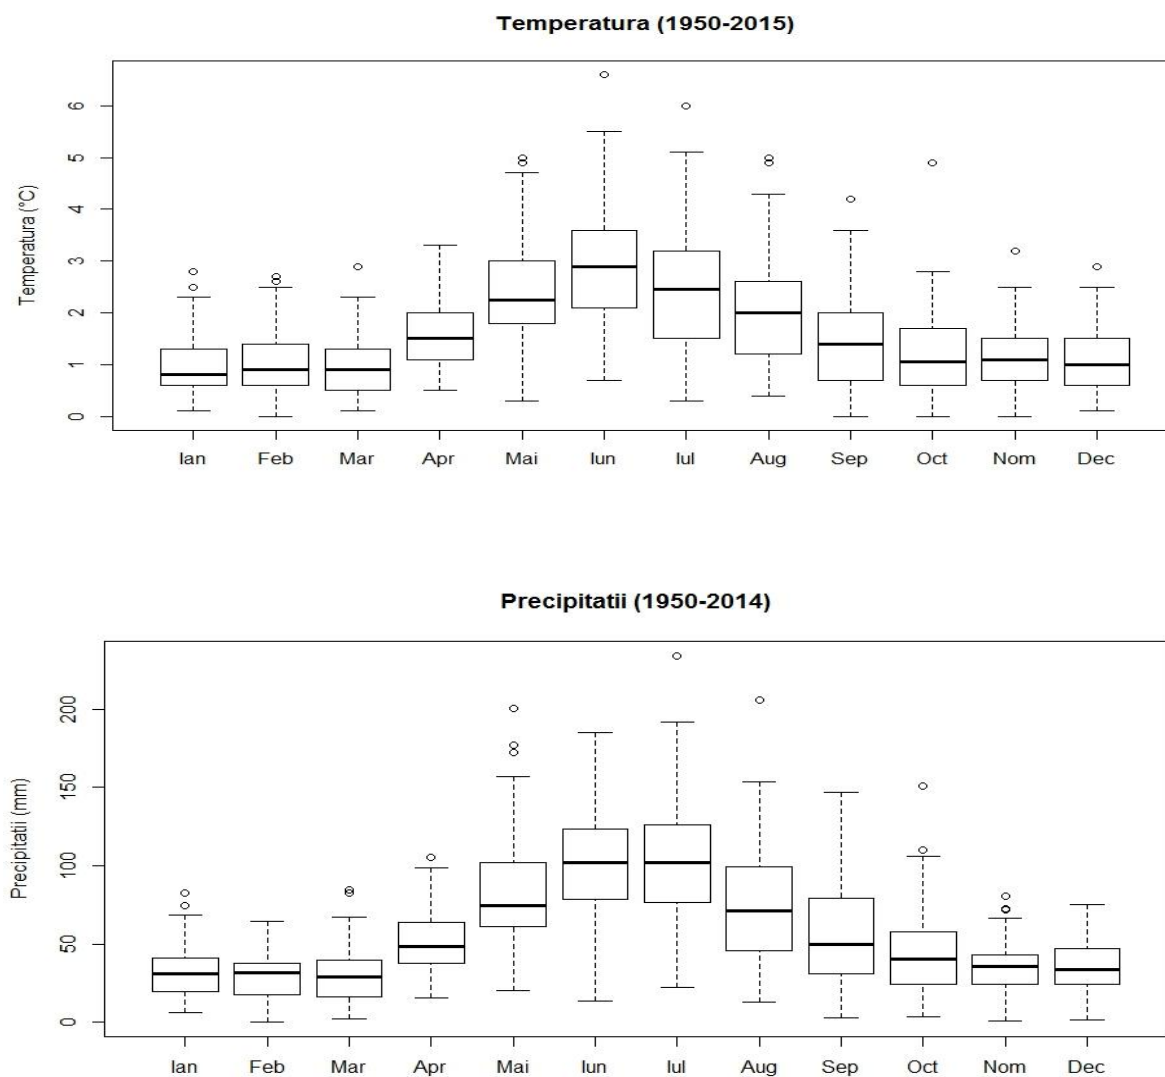 Temperatura (1950-2015)
Temperatura (°C)
6
5
4
3
2
1
0
Ian Feb Mar Apr Mai Iun Iul Aug Sep Oct Nom Dec
Precipitatii (1950-2014)
Precipitatii (mm)
200
150
100
50
0
Ian Feb Mar Apr Mai Iun Iul Aug Sep Oct Nom Dec